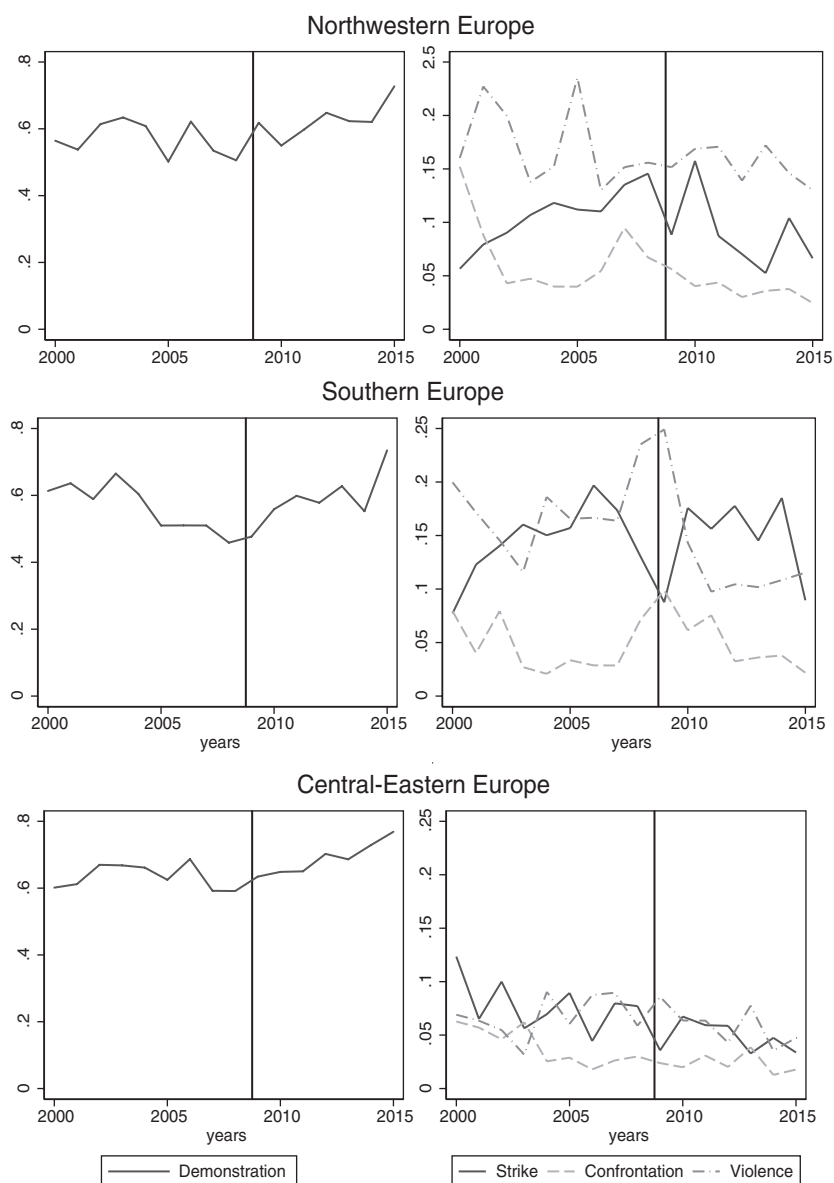 Northwestern Europe
.8
.6
.4
.2
0
2000 2005 2010 2015
2.5
.2
.15
.1
.05
0
2000 2005 2010 2015
Southern Europe
.8
.6
.4
.2
0
2000 2005 2010 2015
years
.25
.2
.15
.1
.05
0
2000 2005 2010 2015
years
Central-Eastern Europe
.8
.6
.4
.2
0
2000 2005 2010 2015
years
.25
.2
.15
.1
.05
0
2000 2005 2010 2015
years
Demonstration
Strike Confrontation Violence